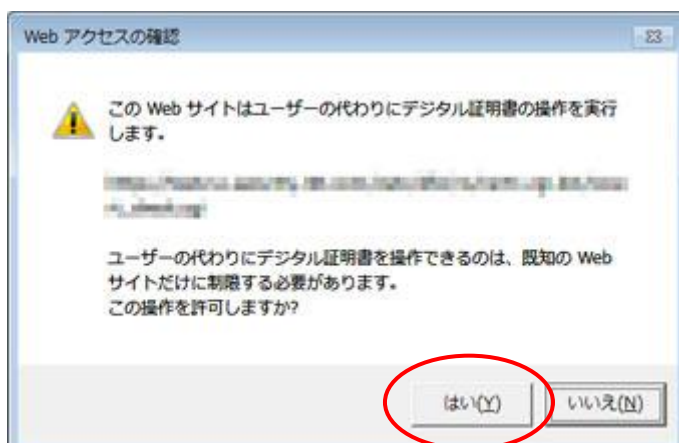 Web アクセスの確認
この Web サイトはユーザーの代わりにデジタル証明書の操作を実行
します。
ユーザーの代わりにデジタル証明書を操作できるのは、既知の Web
サイトだけに制限する必要があります。
この操作を許可しますか?
はい(Y)
いいえ(N)